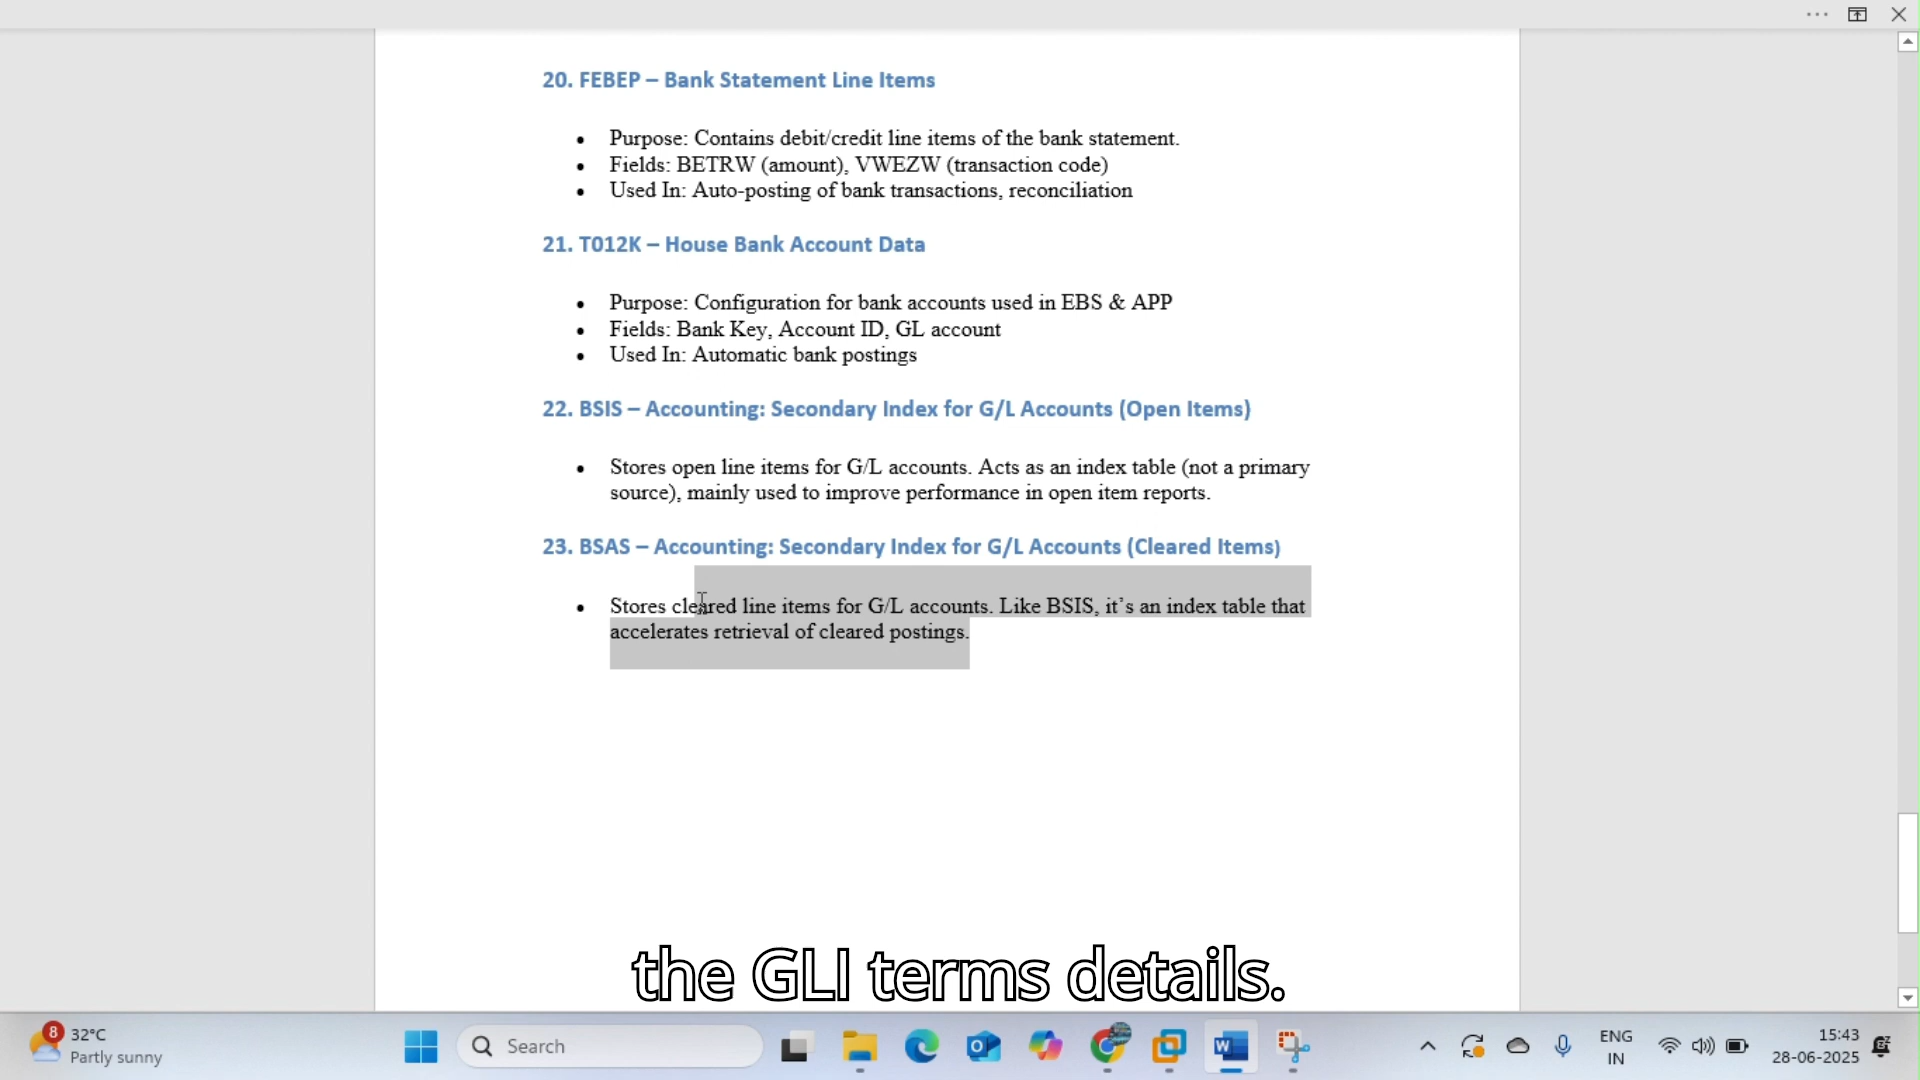 20. FEBEP – Bank Statement Line Items
• Purpose: Contains debit/credit line items of the bank statement.
• Fields: BETRW (amount), VWEZW (transaction code)
• Used In: Auto-posting of bank transactions, reconciliation
21. T012K – House Bank Account Data
• Purpose: Configuration for bank accounts used in EBS & APP
• Fields: Bank Key, Account ID, GL account
• Used In: Automatic bank postings
22. BSIS – Accounting: Secondary Index for G/L Accounts (Open Items)
• Stores open line items for G/L accounts. Acts as an index table (not a primary
source), mainly used to improve performance in open item reports.
23. BSAS – Accounting: Secondary Index for G/L Accounts (Cleared Items)
• Stores cleared line items for G/L accounts. Like BSIS, it’s an index table that
accelerates retrieval of cleared postings.
the GLI terms details.
8
32°C
Partly sunny
Search
ENG
IN
15:43
28-06-2025